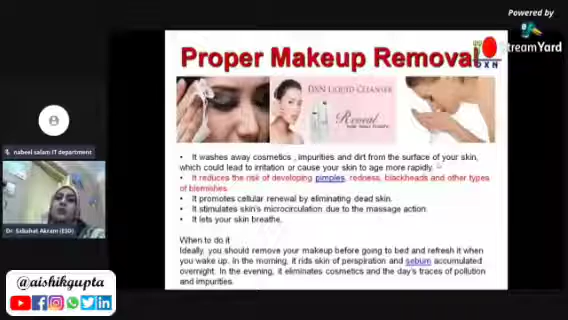 Powered by
StreamYard
Proper Makeup Removal
DXN
DXN LIQUID CLEANSER
Reveal
nabeel salam IT department
Dr. Sabahat Akram (ESD)
@aishikgupta
• It washes away cosmetics , impurities and dirt from the surface of your skin,
which could lead to irritation or cause your skin to age more rapidly.
• It reduces the risk of developing pimples, redness, blackheads and other types
of blemishes.
• It promotes cellular renewal by eliminating dead skin.
• It stimulates skin's microcirculation due to the massage action.
• It lets your skin breathe.
When to do it
Ideally, you should remove your makeup before going to bed and refresh it when
you wake up. In the morning, it rids skin of perspiration and sebum accumulated
overnight. In the evening, it eliminates cosmetics and the day's traces of pollution
and impurities.